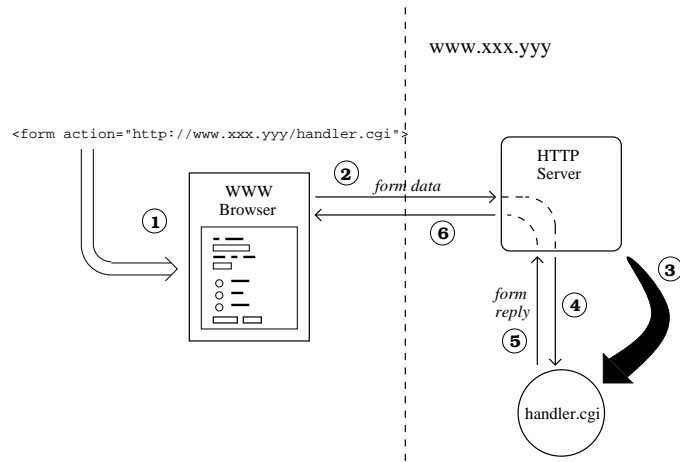 www.xxx.yyy
<form action="http://www.xxx.yyy/handler.cgi">
HTTP
Server
WWW
Browser
1
2
form data
6
3
form
reply
4
5
handler.cgi